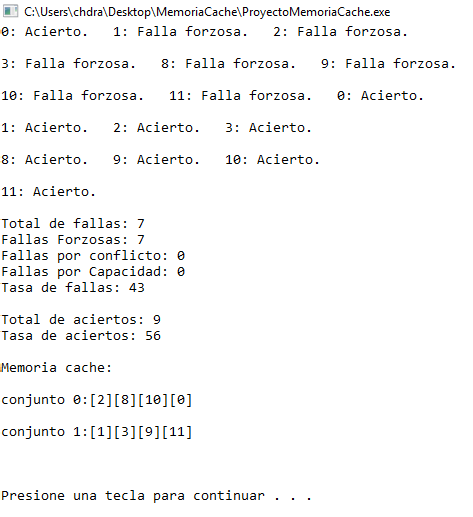 C:\Users\chdra\Desktop\MemoriaCache\ProyectoMemoriaCache.exe
0: Acierto.   1: Falla forzosa.   2: Falla forzosa.
3: Falla forzosa.   8: Falla forzosa.   9: Falla forzosa.
10: Falla forzosa.   11: Falla forzosa.   0: Acierto.
1: Acierto.   2: Acierto.   3: Acierto.
8: Acierto.   9: Acierto.   10: Acierto.
11: Acierto.
Total de fallas: 7
Fallas Forzosas: 7
Fallas por conflicto: 0
Fallas por Capacidad: 0
Tasa de fallas: 43
Total de aciertos: 9
Tasa de aciertos: 56
Memoria cache:
conjunto 0:[2][8][10][0]
conjunto 1:[1][3][9][11]
Presione una tecla para continuar . . .